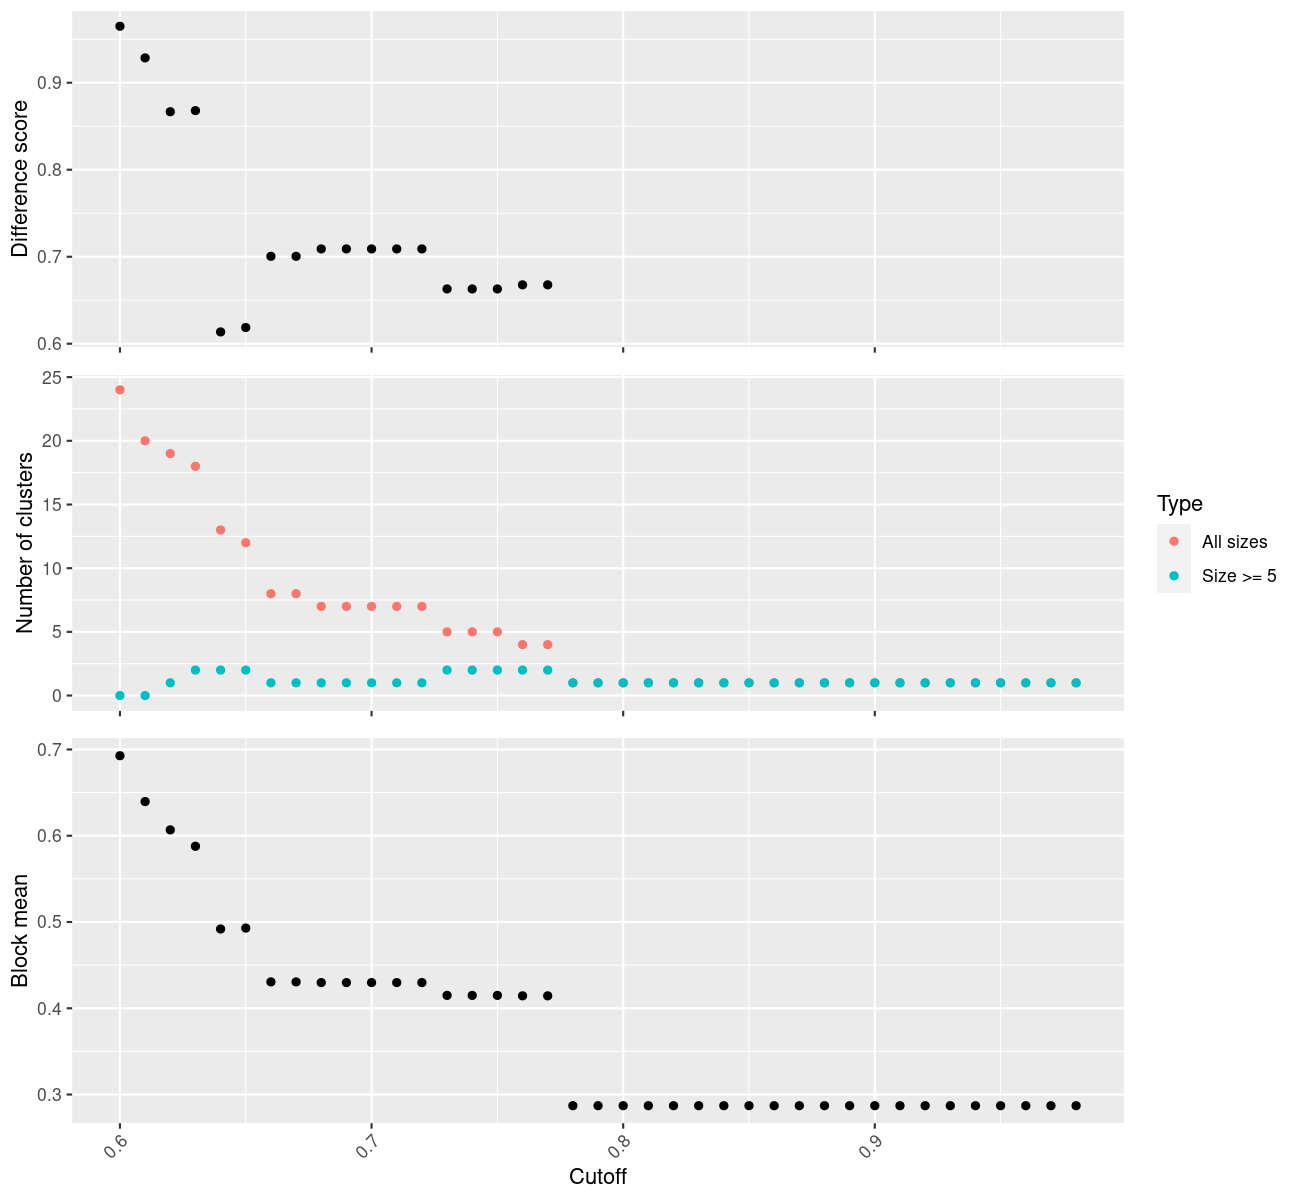 Difference score
0.9
0.8
0.7
0.6
Number of clusters
25
20
15
10
5
0
Type
All sizes
Size >= 5
Block mean
0.7
0.6
0.5
0.4
0.3
0.6
0.7
0.8
0.9
Cutoff